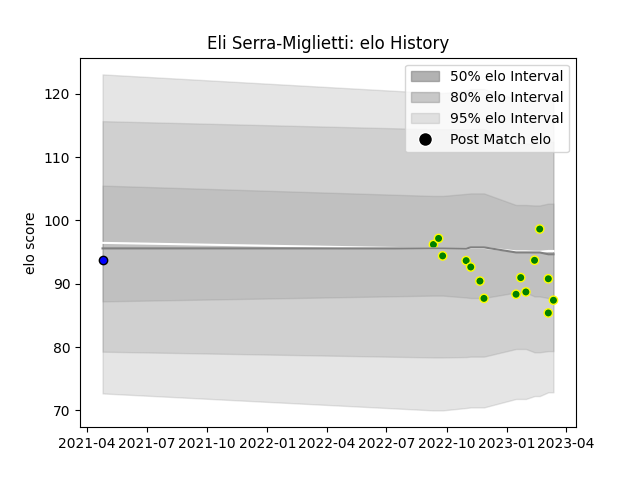 Eli Serra-Miglietti: elo History
50% elo Interval
80% elo Interval
95% elo Interval
Post Match elo
elo score
120
110
100
90
80
70
2021-04 2021-07 2021-10 2022-01 2022-04 2022-07 2022-10 2023-01 2023-04